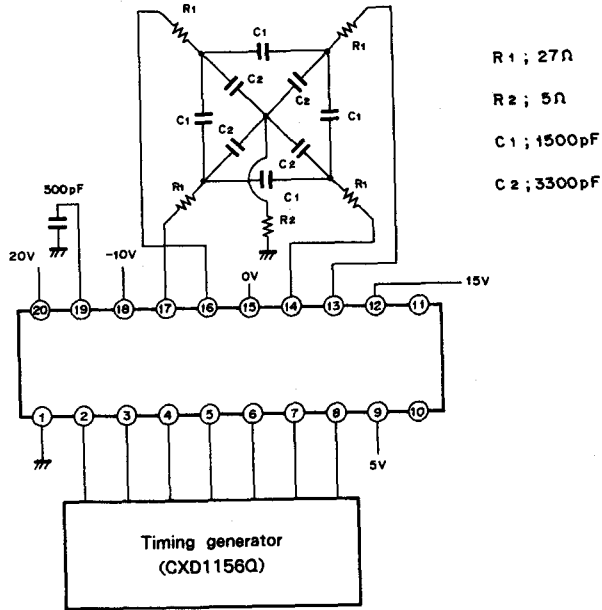 R1
C1
R1
R1 ; 27Ω
C2
C2
R2 ; 5Ω
C1
C1
C1 ; 1500pF
C2
C2
R1
C1
R1
C2 ; 3300pF
500pF
R2
20V
-10V
0V
15V
20 19 18 17 16 15 14 13 12 11
1 2 3 4 5 6 7 8 9 10
5V
Timing generator
(CXD1156Q)